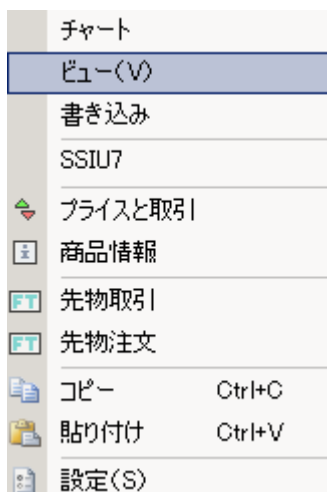 チャート
ビュー(V)
書き込み
SSIU7
プライスと取引
商品情報
FT 先物取引
FT 先物注文
コピー Ctrl+C
貼り付け Ctrl+V
設定(S)